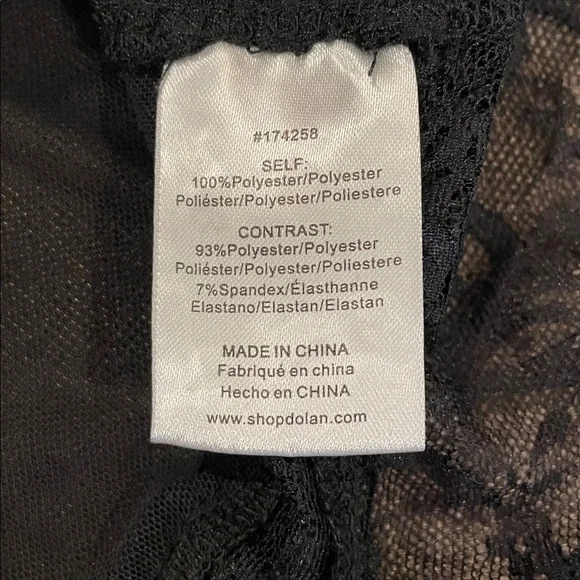 #174258
SELF:
100%Polyester/Polyester
Poliéster/Polyester/Poliestere
CONTRAST:
93%Polyester/Polyester
Poliéster/Polyester/Poliestere
7%Spandex/Élasthanne
Elastano/Elastan/Elastan
MADE IN CHINA
Fabriqué en china
Hecho en CHINA
www.shopdolan.com